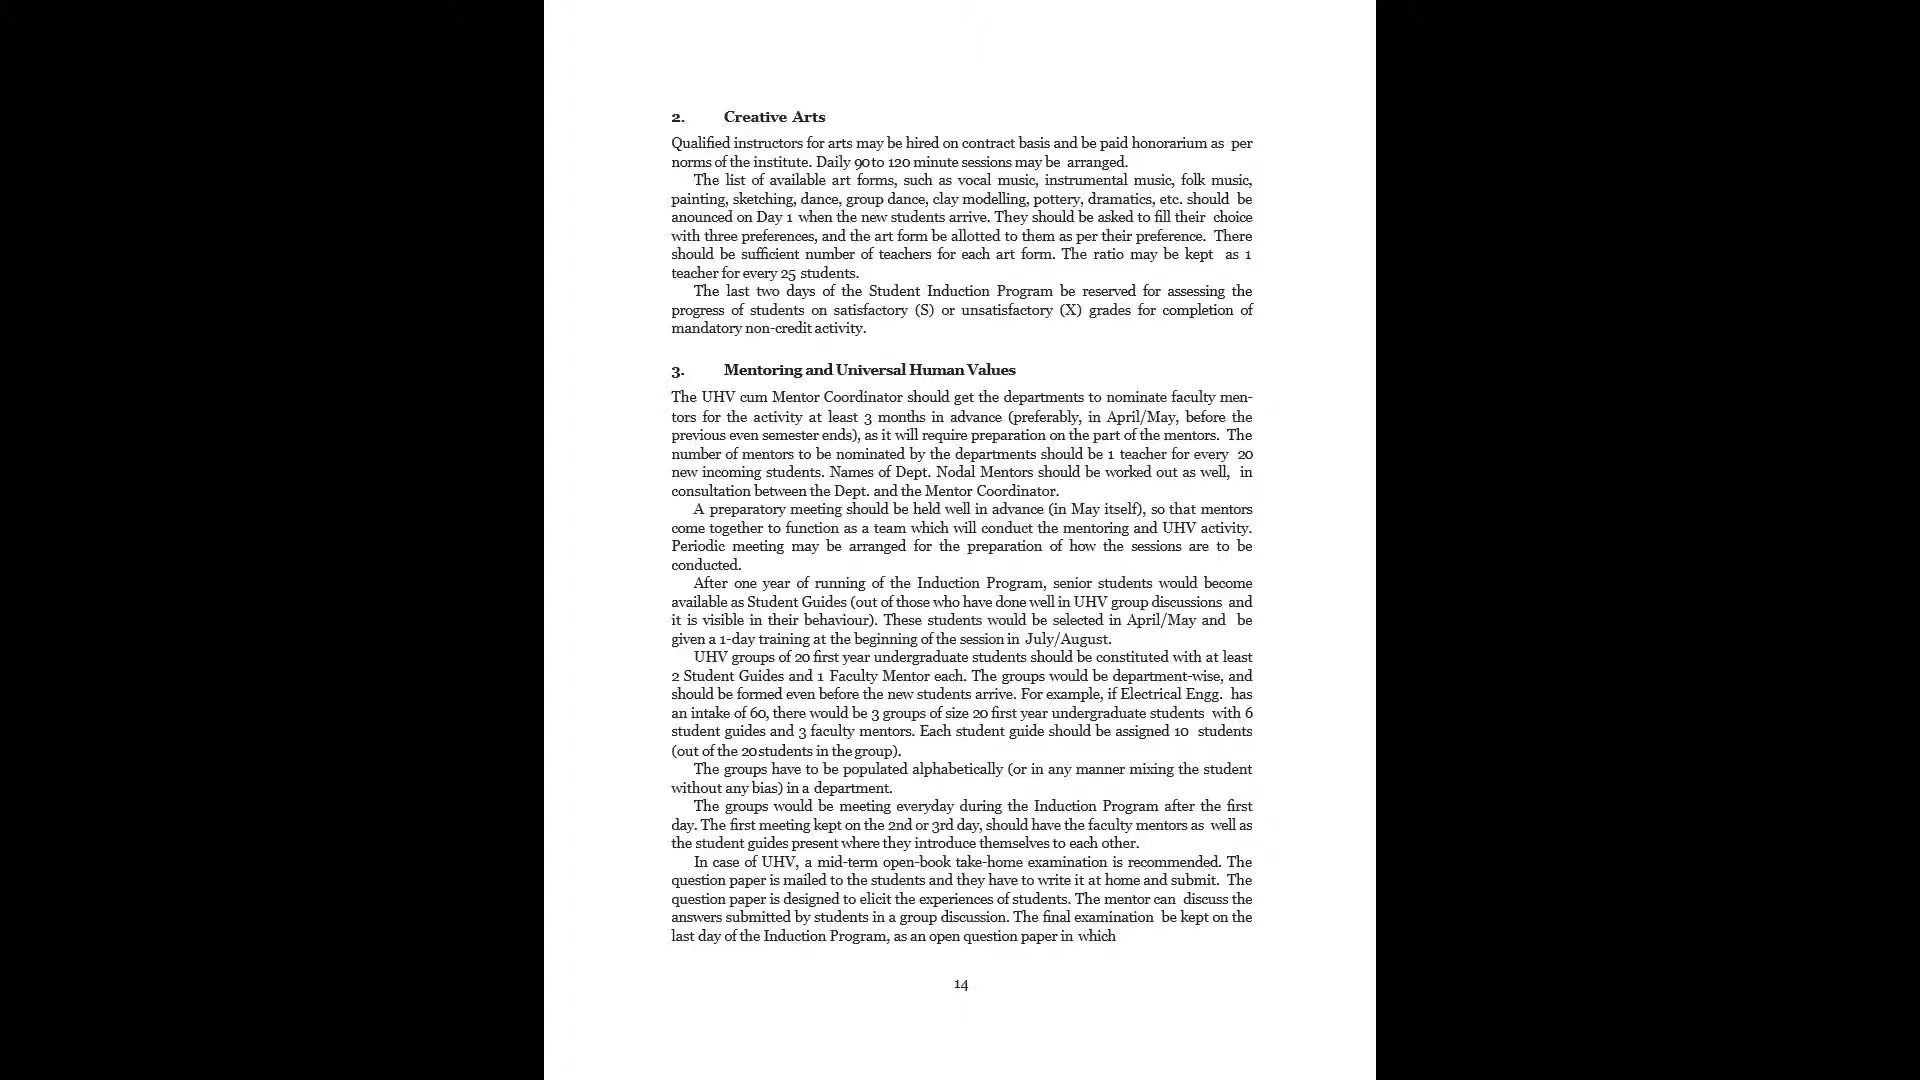 2. Creative Arts
Qualified instructors for arts may be hired on contract basis and be paid honorarium as per
norms of the institute. Daily 90to 120 minute sessions may be arranged.
The list of available art forms, such as vocal music, instrumental music, folk music,
painting, sketching, dance, group dance, clay modelling, pottery, dramatics, etc. should be
anounced on Day 1 when the new students arrive. They should be asked to fill their choice
with three preferences, and the art form be allotted to them as per their preference. There
should be sufficient number of teachers for each art form. The ratio may be kept as 1
teacher for every 25 students.
The last two days of the Student Induction Program be reserved for assessing the
progress of students on satisfactory (S) or unsatisfactory (X) grades for completion of
mandatory non-credit activity.
3. Mentoring and Universal Human Values
The UHV cum Mentor Coordinator should get the departments to nominate faculty men-
tors for the activity at least 3 months in advance (preferably, in April/May, before the
previous even semester ends), as it will require preparation on the part of the mentors. The
number of mentors to be nominated by the departments should be 1 teacher for every 20
new incoming students. Names of Dept. Nodal Mentors should be worked out as well, in
consultation between the Dept. and the Mentor Coordinator.
A preparatory meeting should be held well in advance (in May itself), so that mentors
come together to function as a team which will conduct the mentoring and UHV activity.
Periodic meeting may be arranged for the preparation of how the sessions are to be
conducted.
After one year of running of the Induction Program, senior students would become
available as Student Guides (out of those who have done well in UHV group discussions and
it is visible in their behaviour). These students would be selected in April/May and be
given a 1-day training at the beginning of the session in July/August.
UHV groups of 20 first year undergraduate students should be constituted with at least
2 Student Guides and 1 Faculty Mentor each. The groups would be department-wise, and
should be formed even before the new students arrive. For example, if Electrical Engg. has
an intake of 60, there would be 3 groups of size 20 first year undergraduate students with 6
student guides and 3 faculty mentors. Each student guide should be assigned 10 students
(out of the 20 students in the group).
The groups have to be populated alphabetically (or in any manner mixing the student
without any bias) in a department.
The groups would be meeting everyday during the Induction Program after the first
day. The first meeting kept on the 2nd or 3rd day, should have the faculty mentors as well as
the student guides present where they introduce themselves to each other.
In case of UHV, a mid-term open-book take-home examination is recommended. The
question paper is mailed to the students and they have to write it at home and submit. The
question paper is designed to elicit the experiences of students. The mentor can discuss the
answers submitted by students in a group discussion. The final examination be kept on the
last day of the Induction Program, as an open question paper in which
14